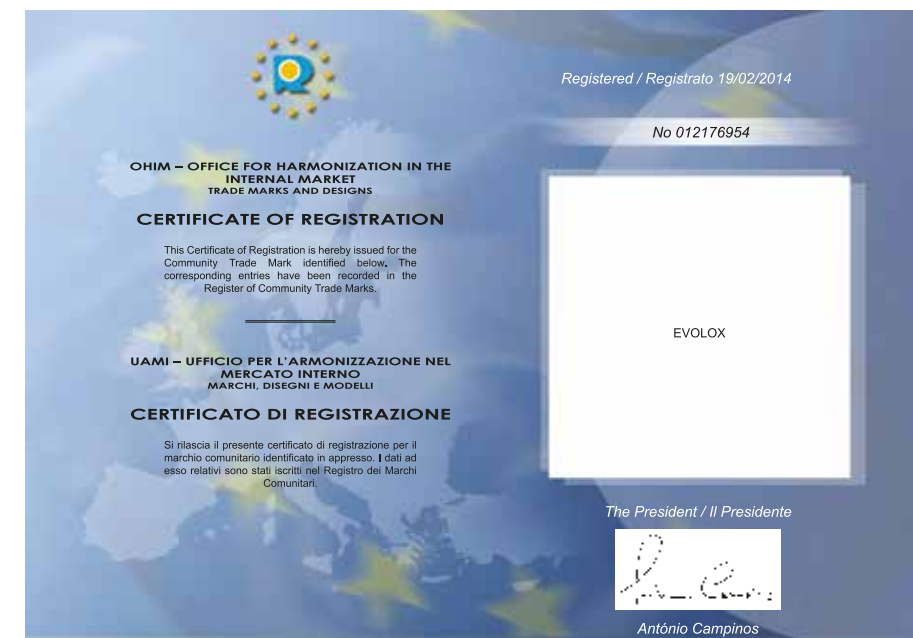 OHIM – OFFICE FOR HARMONIZATION IN THE
INTERNAL MARKET
TRADE MARKS AND DESIGNS
CERTIFICATE OF REGISTRATION
This Certificate of Registration is hereby issued for the
Community Trade Mark identified below. The
corresponding entries have been recorded in the
Register of Community Trade Marks.
UAMI – UFFICIO PER L'ARMONIZZAZIONE NEL
MERCATO INTERNO
MARCHI, DISEGNI E MODELLI
CERTIFICATO DI REGISTRAZIONE
Si rilascia il presente certificato di registrazione per il
marchio comunitario identificato in appresso. I dati ad
esso relativi sono stati iscritti nel Registro dei Marchi
Comunitari.
Registered / Registrato 19/02/2014
No 012176954
EVOLOX
The President / Il Presidente
António Campinos